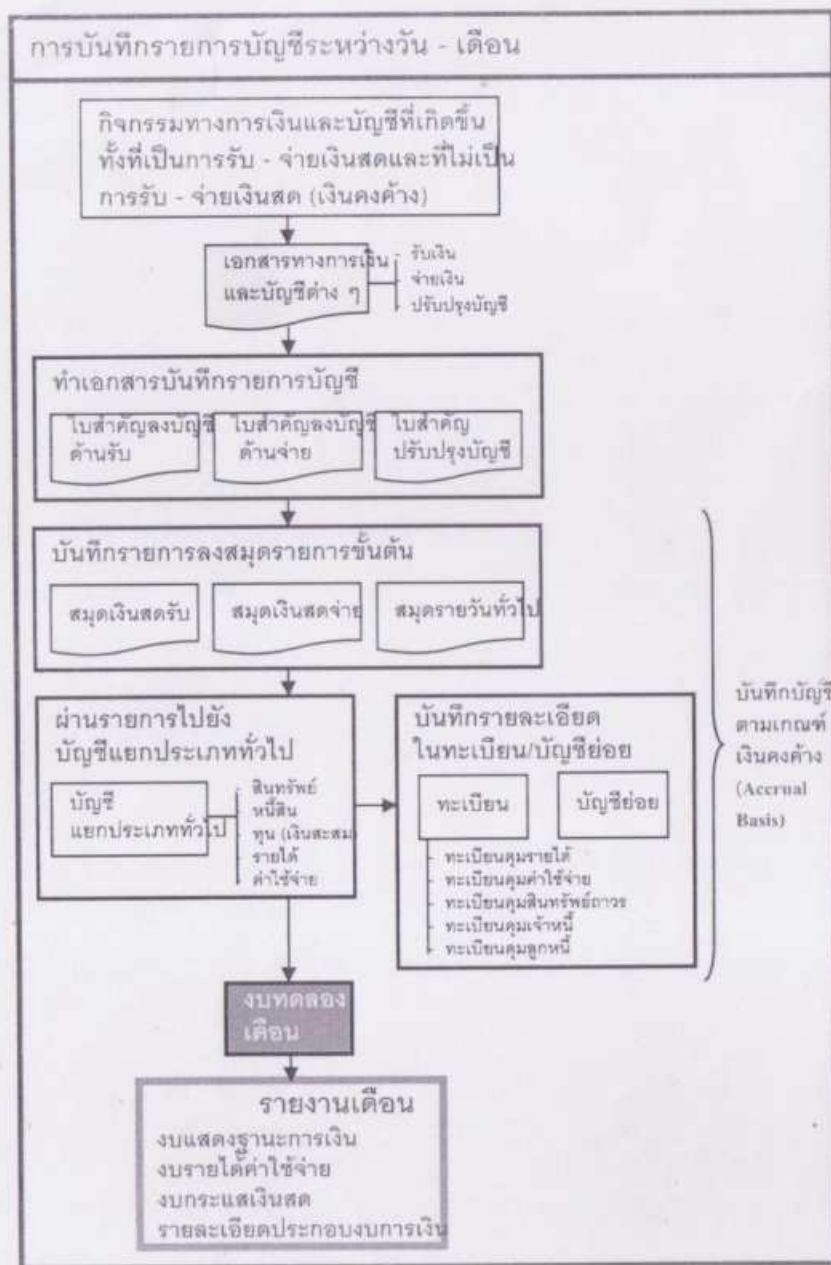 การบันทึกรายการบัญชีระหว่างวัน - เดือน
กิจกรรมทางการเงินและบัญชีที่เกิดขึ้น
ทั้งที่เป็นการรับ - จ่ายเงินสดและที่ไม่เป็น
การรับ - จ่ายเงินสด (เงินคงค้าง)
เอกสารทางการเงิน
และบัญชีต่าง ๆ
- รับเงิน
- จ่ายเงิน
- ปรับปรุงบัญชี
ทำเอกสารบันทึกรายการบัญชี
ใบสำคัญลงบัญชี
ด้านรับ
ใบสำคัญลงบัญชี
ด้านจ่าย
ใบสำคัญ
ปรับปรุงบัญชี
บันทึกรายการลงสมุดรายการขั้นต้น
สมุดเงินสดรับ
สมุดเงินสดจ่าย
สมุดรายวันทั่วไป
ผ่านรายการไปยัง
บัญชีแยกประเภททั่วไป
บัญชี
แยกประเภททั่วไป
- สินทรัพย์
- หนี้สิน
- ทุน (เงินสะสม)
- รายได้
- ค่าใช้จ่าย
บันทึกรายละเอียด
ในทะเบียน/บัญชีย่อย
ทะเบียน
บัญชีย่อย
- ทะเบียนคุมรายได้
- ทะเบียนคุมค่าใช้จ่าย
- ทะเบียนคุมสินทรัพย์ถาวร
- ทะเบียนคุมเจ้าหนี้
- ทะเบียนคุมลูกหนี้
บันทึกบัญชี
ตามเกณฑ์
เงินคงค้าง
(Accrual
Basis)
งบทดลอง
เดือน
รายงานเดือน
งบแสดงฐานะการเงิน
งบรายได้ค่าใช้จ่าย
งบกระแสเงินสด
รายละเอียดประกอบงบการเงิน